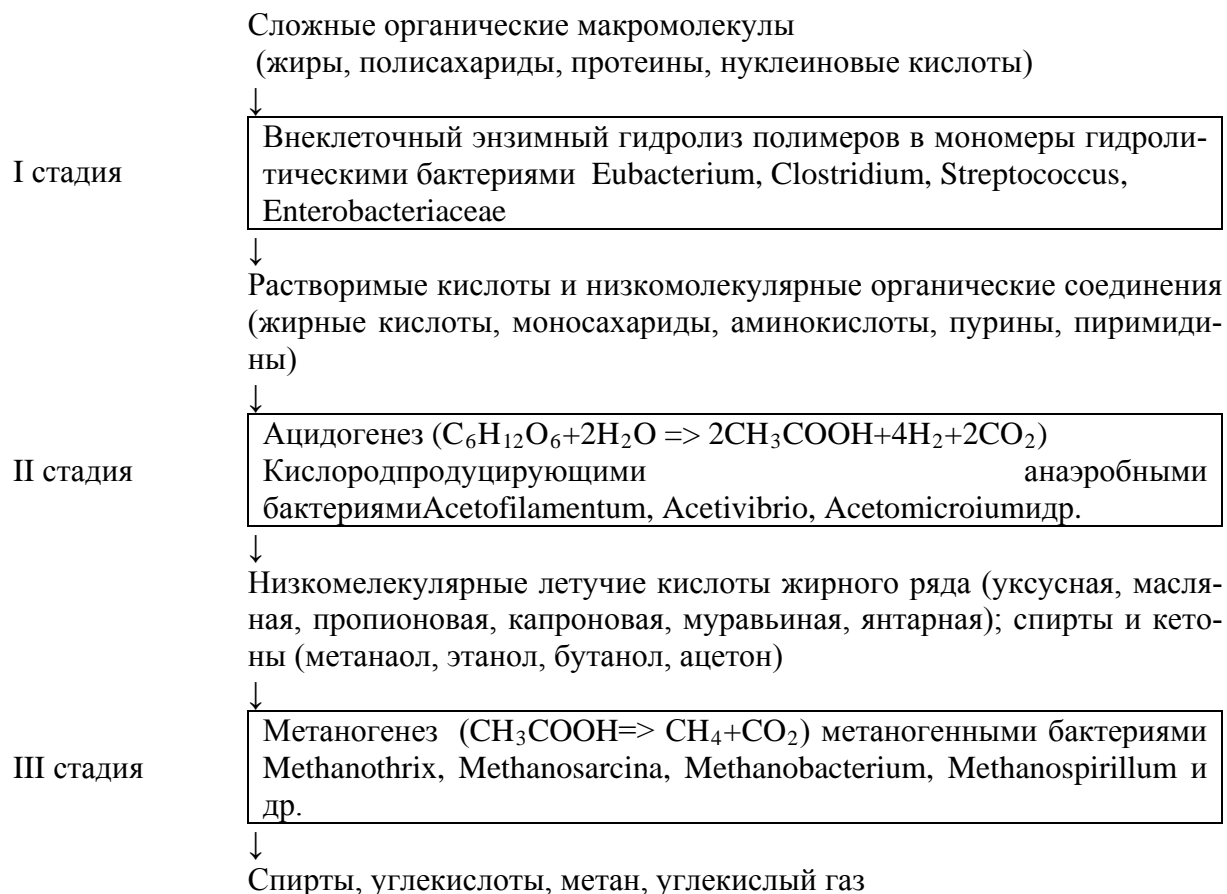 Сложные органические макромолекулы
(жиры, полисахариды, протеины, нуклеиновые кислоты)
↓
Внеклеточный энзимный гидролиз полимеров в мономеры гидроли-
I стадия
тическими бактериями Eubacterium, Clostridium, Streptococcus,
Enterobacteriaceae
↓
Растворимые кислоты и низкомолекулярные органические соединения
(жирные кислоты, моносахариды, аминокислоты, пурины, пиримиди-
ны)
↓
Ацидогенез (C₆H₁₂O₆+2H₂O => 2CH₃COOH+4H₂+2CO₂)
II стадия
Кислородпродуцирующими анаэробными
бактериямиAcetofilamentum, Acetivibrio, Acetomicroiumидр.
↓
Низкомелекулярные летучие кислоты жирного ряда (уксусная, масля-
ная, пропионовая, капроновая, муравьиная, янтарная); спирты и кето-
ны (метанаол, этанол, бутанол, ацетон)
↓
Метаногенез (CH₃COOH=> CH₄+CO₂) метаногенными бактериями
III стадия
Methanothrix, Methanosarcina, Methanobacterium, Methanospirillum и
др.
↓
Спирты, углекислоты, метан, углекислый газ